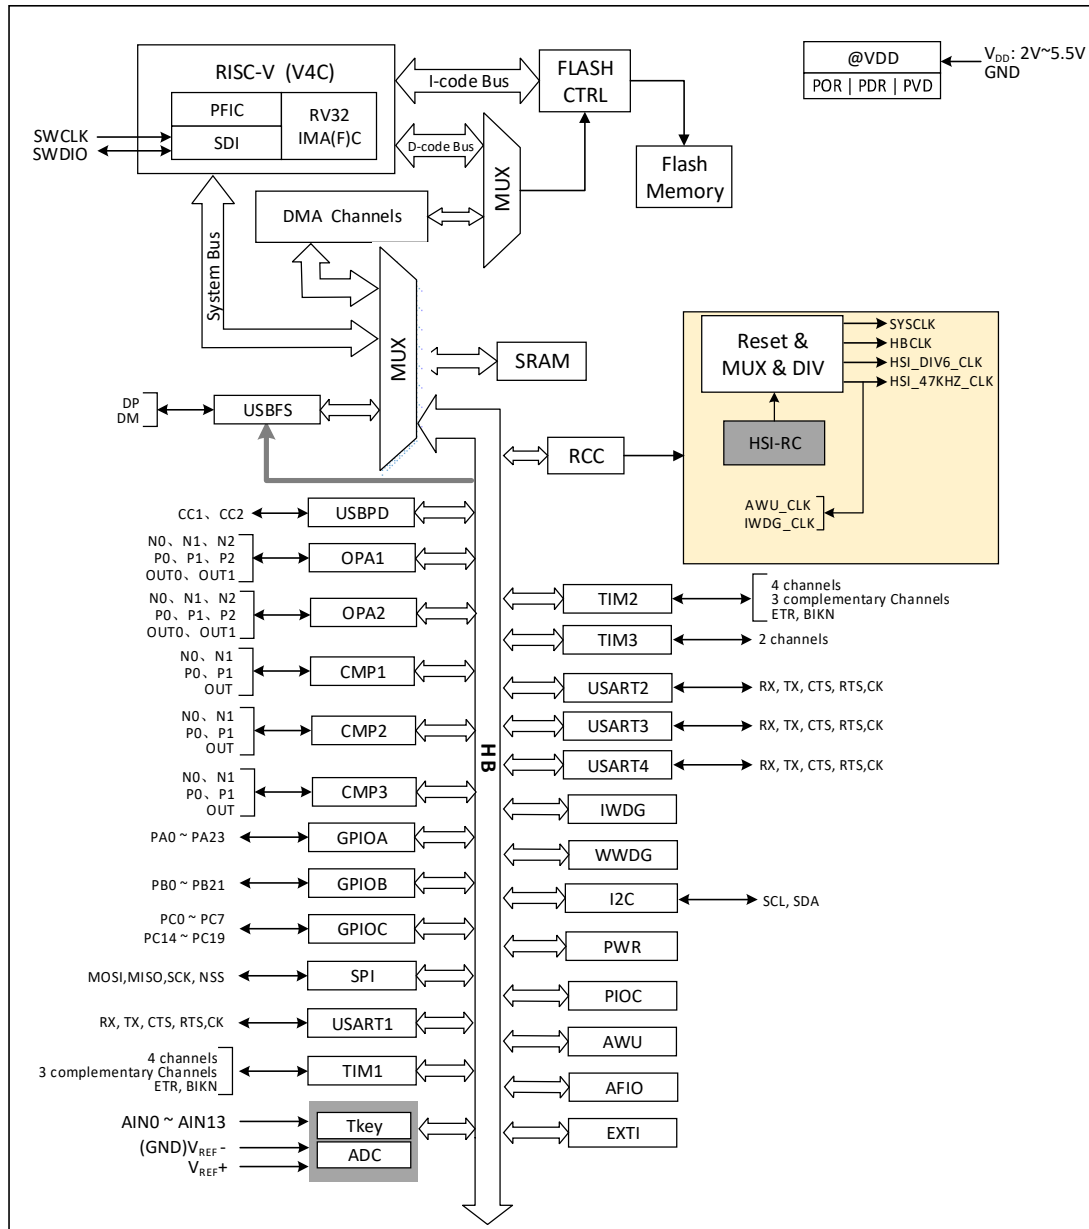 RISC-V (V4C)
PFIC
SDI
RV32
IMA(F)C
SWCLK
SWDIO
I-code Bus
D-code Bus
FLASH
CTRL
Flash
Memory
MUX
@VDD
POR | PDR | PVD
VDD: 2V~5.5V
GND
DMA Channels
System Bus
MUX
SRAM
DP
DM
USBFS
RCC
Reset &
MUX & DIV
HSI-RC
SYSCLK
HBCLK
HSI_DIV6_CLK
HSI_47KHZ_CLK
AWU_CLK
IWDG_CLK
HB
CC1、CC2
USBPD
N0、N1、N2
P0、P1、P2
OUT0、OUT1
OPA1
N0、N1、N2
P0、P1、P2
OUT0、OUT1
OPA2
N0、N1
P0、P1
OUT
CMP1
N0、N1
P0、P1
OUT
CMP2
N0、N1
P0、P1
OUT
CMP3
PA0 ~ PA23
GPIOA
PB0 ~ PB21
GPIOB
PC0 ~ PC7
PC14 ~ PC19
GPIOC
MOSI,MISO,SCK, NSS
SPI
RX, TX, CTS, RTS,CK
USART1
4 channels
3 complementary Channels
ETR, BIKN
TIM1
AIN0 ~ AIN13
(GND)VREF -
VREF+
Tkey
ADC
TIM2
4 channels
3 complementary Channels
ETR, BIKN
TIM3
2 channels
USART2
RX, TX, CTS, RTS,CK
USART3
RX, TX, CTS, RTS,CK
USART4
RX, TX, CTS, RTS,CK
IWDG
WWDG
I2C
SCL, SDA
PWR
PIOC
AWU
AFIO
EXTI